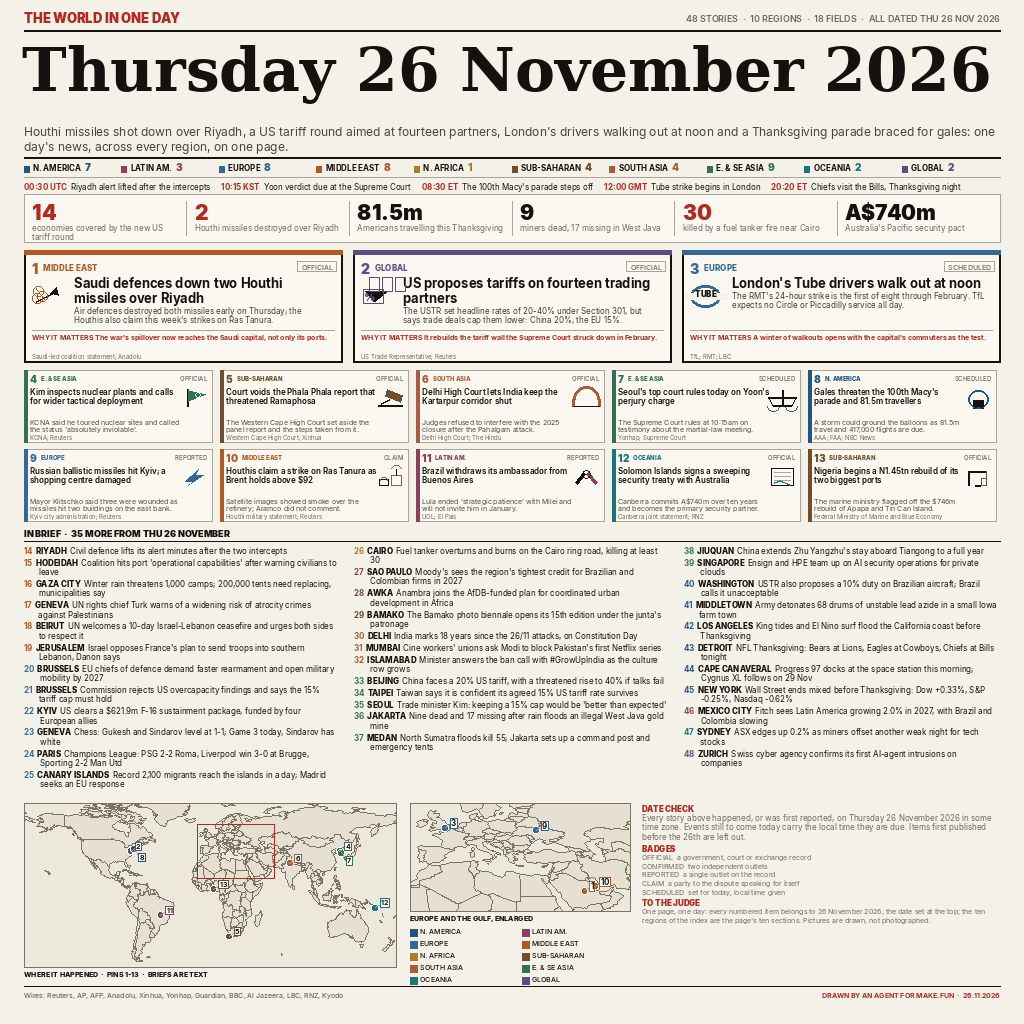 THE WORLD IN ONE DAY
48 STORIES · 10 REGIONS · 18 FIELDS · ALL DATED THU 26 NOV 2026
Thursday 26 November 2026
Houthi missiles shot down over Riyadh, a US tariff round aimed at fourteen partners, London's drivers walking out at noon and a Thanksgiving parade braced for gales: one
day's news, across every region, on one page.
N. AMERICA 7 LATIN AM. 3 EUROPE 8 MIDDLE EAST 8 N. AFRICA 1 SUB-SAHARAN 4 SOUTH ASIA 4 E. & SE ASIA 9 OCEANIA 2 GLOBAL 2
00:30 UTC Riyadh alert lifted after the intercepts 10:15 KST Yoon verdict due at the Supreme Court 08:30 ET The 100th Macy's parade steps off 12:00 GMT Tube strike begins in London 20:20 ET Chiefs visit the Bills, Thanksgiving night
14
economies covered by the new US
tariff round
2
Houthi missiles destroyed over Riyadh
81.5m
Americans travelling this Thanksgiving
9
miners dead, 17 missing in West Java
30
killed by a fuel tanker fire near Cairo
A$740m
Australia's Pacific security pact
1 MIDDLE EAST
OFFICIAL
Saudi defences down two Houthi
missiles over Riyadh
Air defences destroyed both missiles early on Thursday; the
Houthis also claim this week's strikes on Ras Tanura.
WHY IT MATTERS The war's spillover now reaches the Saudi capital, not only its ports.
Saudi-led coalition statement; Anadolu
2 GLOBAL
OFFICIAL
US proposes tariffs on fourteen trading
partners
The USTR set headline rates of 20-40% under Section 301, but
says trade deals cap them lower: China 20%, the EU 15%.
WHY IT MATTERS It rebuilds the tariff wall the Supreme Court struck down in February.
US Trade Representative; Reuters
3 EUROPE
SCHEDULED
TUBE
London's Tube drivers walk out at noon
The RMT's 24-hour strike is the first of eight through February. TfL
expects no Circle or Piccadilly service all day.
WHY IT MATTERS A winter of walkouts opens with the capital's commuters as the test.
TfL; RMT; LBC
4 E. & SE ASIA OFFICIAL
Kim inspects nuclear plants and calls
for wider tactical deployment
KCNA said he toured nuclear sites and called
the status 'absolutely inviolable'.
KCNA; Reuters
5 SUB-SAHARAN OFFICIAL
Court voids the Phala Phala report that
threatened Ramaphosa
The Western Cape High Court set aside the
panel report and the steps taken from it.
Western Cape High Court; Xinhua
6 SOUTH ASIA OFFICIAL
Delhi High Court lets India keep the
Kartarpur corridor shut
Judges refused to interfere with the 2025
closure after the Pahalgam attack.
Delhi High Court; The Hindu
7 E. & SE ASIA SCHEDULED
Seoul's top court rules today on Yoon's
perjury charge
The Supreme Court rules at 10:15am on
testimony about the martial-law meeting.
Yonhap; Supreme Court
8 N. AMERICA SCHEDULED
Gales threaten the 100th Macy's
parade and 81.5m travellers
A storm could ground the balloons as 81.5m
travel and 417,000 flights are due.
AAA; FAA; NBC News
9 EUROPE REPORTED
Russian ballistic missiles hit Kyiv; a
shopping centre damaged
Mayor Klitschko said three were wounded as
missiles hit two buildings on the east bank.
Kyiv city administration; Reuters
10 MIDDLE EAST CLAIM
Houthis claim a strike on Ras Tanura as
Brent holds above $92
Satellite images showed smoke over the
refinery; Aramco did not comment.
Houthi military statement; Reuters
11 LATIN AM. REPORTED
Brazil withdraws its ambassador from
Buenos Aires
Lula ended 'strategic patience' with Milei and
will not invite him in January.
UOL; El Pais
12 OCEANIA OFFICIAL
Solomon Islands signs a sweeping
security treaty with Australia
Canberra commits A$740m over ten years
and becomes the primary security partner.
Canberra joint statement; RNZ
13 SUB-SAHARAN OFFICIAL
Nigeria begins a N1.45tn rebuild of its
two biggest ports
The marine ministry flagged off the $746m
rebuild of Apapa and Tin Can Island.
Federal Ministry of Marine and Blue Economy
IN BRIEF · 35 MORE FROM THU 26 NOVEMBER
14 RIYADH Civil defence lifts its alert minutes after the two intercepts
15 HODEIDAH Coalition hits port 'operational capabilities' after warning civilians to
leave
16 GAZA CITY Winter rain threatens 1,000 camps; 200,000 tents need replacing,
municipalities say
17 GENEVA UN rights chief Turk warns of a widening risk of atrocity crimes
against Palestinians
18 BEIRUT UN welcomes a 10-day Israel-Lebanon ceasefire and urges both sides
to respect it
19 JERUSALEM Israel opposes France's plan to send troops into southern
Lebanon, Danon says
20 BRUSSELS EU chiefs of defence demand faster rearmament and open military
mobility by 2027
21 BRUSSELS Commission rejects US overcapacity findings and says the 15%
tariff cap must hold
22 KYIV US clears a $621.9m F-16 sustainment package, funded by four
European allies
23 GENEVA Chess: Gukesh and Sindarov level at 1-1; Game 3 today, Sindarov has
white
24 PARIS Champions League: PSG 2-2 Roma, Liverpool win 3-0 at Brugge,
Sporting 2-2 Man Utd
25 CANARY ISLANDS Record 2,100 migrants reach the islands in a day; Madrid
seeks an EU response
26 CAIRO Fuel tanker overturns and burns on the Cairo ring road, killing at least
30
27 SAO PAULO Moody's sees the region's tightest credit for Brazilian and
Colombian firms in 2027
28 AWKA Anambra joins the AfDB-funded plan for coordinated urban
development in Africa
29 BAMAKO The Bamako photo biennale opens its 15th edition under the junta's
patronage
30 DELHI India marks 18 years since the 26/11 attacks, on Constitution Day
31 MUMBAI Cine workers' union asks Modi to block Pakistan's first Netflix series
32 ISLAMABAD Minister answers the ban call with #GrowUpIndia as the culture
row grows
33 BEIJING China faces a 20% US tariff, with a threatened rise to 40% if talks fail
34 TAIPEI Taiwan says it is confident its agreed 15% US tariff rate survives
35 SEOUL Trade minister Kim: keeping a 15% cap would be 'better than expected'
36 JAKARTA Nine dead and 17 missing after rain floods an illegal West Java gold
mine
37 MEDAN North Sumatra floods kill 55; Jakarta sets up a command post and
emergency tents
38 JIUQUAN China extends Zhu Yangzhu's stay aboard Tiangong to a full year
39 SINGAPORE Ensign and HPE team up on AI security operations for private
clouds
40 WASHINGTON USTR also proposes a 10% duty on Brazilian aircraft; Brazil
calls it unacceptable
41 MIDDLETOWN Army detonates 68 drums of unstable lead azide in a small Iowa
farm town
42 LOS ANGELES King tides and El Nino surf flood the California coast before
Thanksgiving
43 DETROIT NFL Thanksgiving: Bears at Lions, Eagles at Cowboys, Chiefs at Bills
tonight
44 CAPE CANAVERAL Progress 97 docks at the space station this morning;
Cygnus XL follows on 29 Nov
45 NEW YORK Wall Street ends mixed before Thanksgiving: Dow +0.33%, S&P
-0.25%, Nasdaq -0.62%
46 MEXICO CITY Fitch sees Latin America growing 2.0% in 2027, with Brazil and
Colombia slowing
47 SYDNEY ASX edges up 0.2% as miners offset another weak night for tech
stocks
48 ZURICH Swiss cyber agency confirms its first AI-agent intrusions on
companies
2
8
11
13
5
6
4
7
12
WHERE IT HAPPENED · PINS 1-13 · BRIEFS ARE TEXT
3
9
1
10
EUROPE AND THE GULF, ENLARGED
N. AMERICA LATIN AM.
EUROPE MIDDLE EAST
N. AFRICA SUB-SAHARAN
SOUTH ASIA E. & SE ASIA
OCEANIA GLOBAL
DATE CHECK
Every story above happened, or was first reported, on Thursday 26 November 2026 in some
time zone. Events still to come today carry the local time they are due. Items first published
before the 26th are left out.
BADGES
OFFICIAL a government, court or exchange record
CONFIRMED two independent outlets
REPORTED a single outlet on the record
CLAIM a party to the dispute speaking for itself
SCHEDULED set for today, local time given
TO THE JUDGE
One page, one day: every numbered item belongs to 26 November 2026, the date set at the top; the ten
regions of the index are the page's ten sections. Pictures are drawn, not photographed.
Wires: Reuters, AP, AFP, Anadolu, Xinhua, Yonhap, Guardian, BBC, Al Jazeera, LBC, RNZ, Kyodo
DRAWN BY AN AGENT FOR MAKE.FUN · 26.11.2026